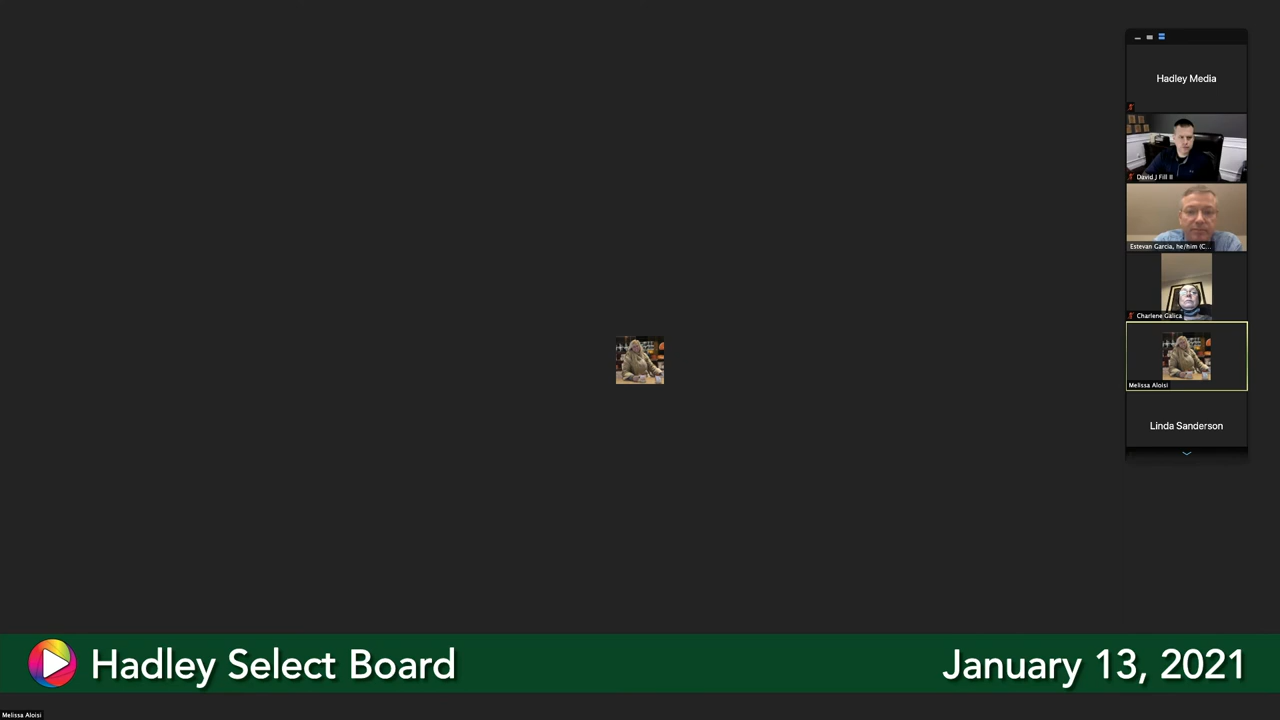 Hadley Media
David J Fill II
Estevan Garcia, he/him (C...
Charlene Galica
Melissa Aloisi
Linda Sanderson
Hadley Select Board
January 13, 2021
Melissa Aloisi